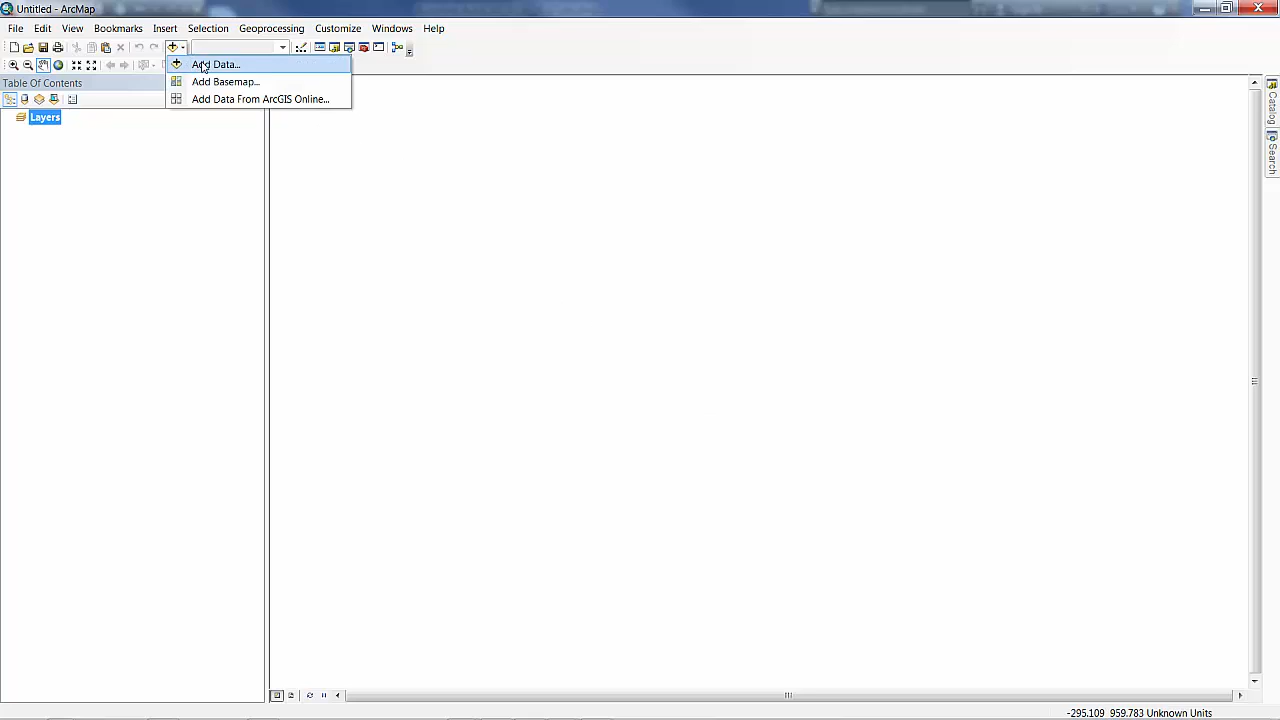 Untitled - ArcMap
File Edit View Bookmarks Insert Selection Geoprocessing Customize Windows Help
Add Data...
Table Of Contents
Add Basemap...
Add Data From ArcGIS Online...
Layers
Catalog
Search
-295.109 959.783 Unknown Units